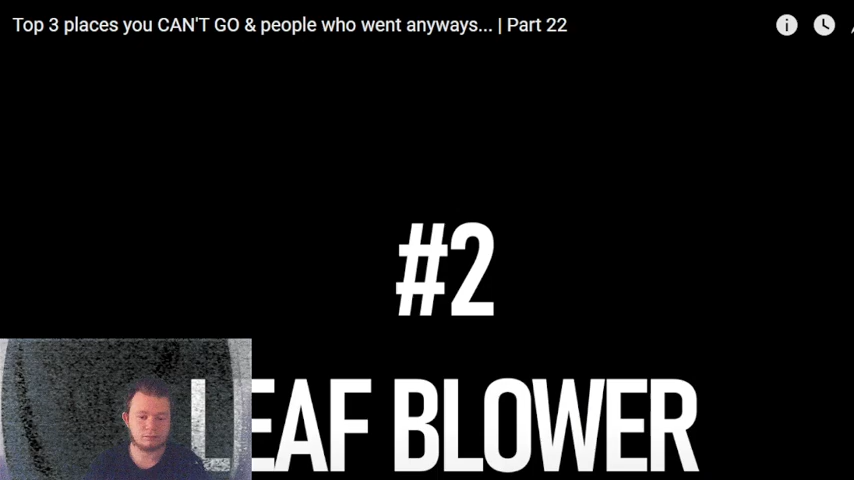 Top 3 places you CAN'T GO & people who went anyways... | Part 22
#2
LEAF BLOWER